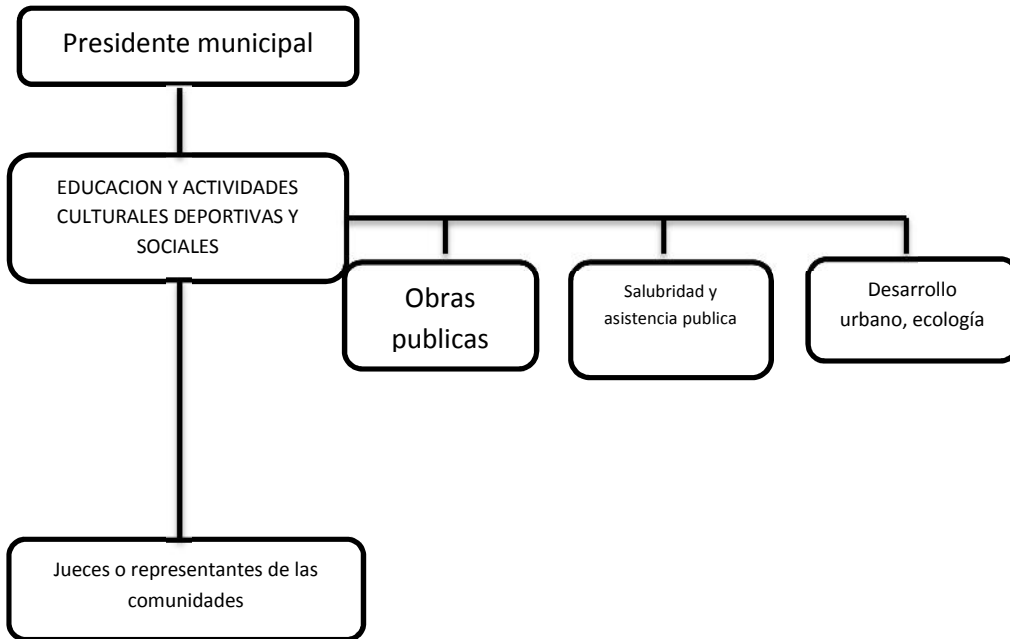 Presidente municipal
EDUCACION Y ACTIVIDADES
CULTURALES DEPORTIVAS Y
SOCIALES
Obras
publicas
Salubridad y
asistencia publica
Desarrollo
urbano, ecología
Jueces o representantes de las
comunidades